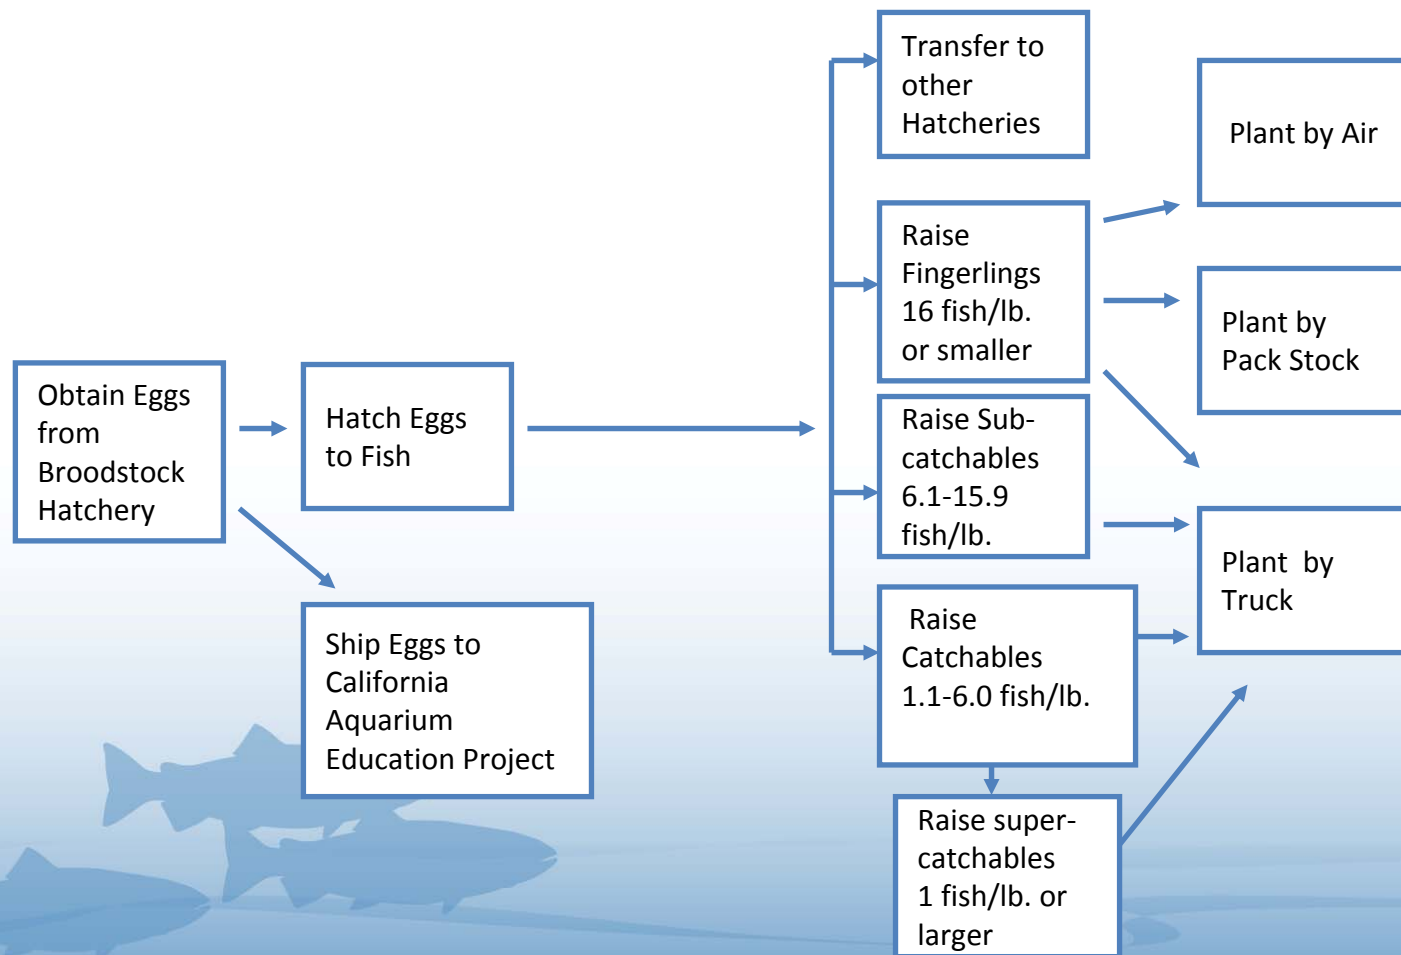 Obtain Eggs
from
Broodstock
Hatchery
Hatch Eggs
to Fish
Ship Eggs to
California
Aquarium
Education Project
Transfer to
other
Hatcheries
Raise
Fingerlings
16 fish/lb.
or smaller
Raise Sub-
catchables
6.1-15.9
fish/lb.
Raise
Catchables
1.1-6.0 fish/lb.
Raise super-
catchables
1 fish/lb. or
larger
Plant by Air
Plant by
Pack Stock
Plant by
Truck